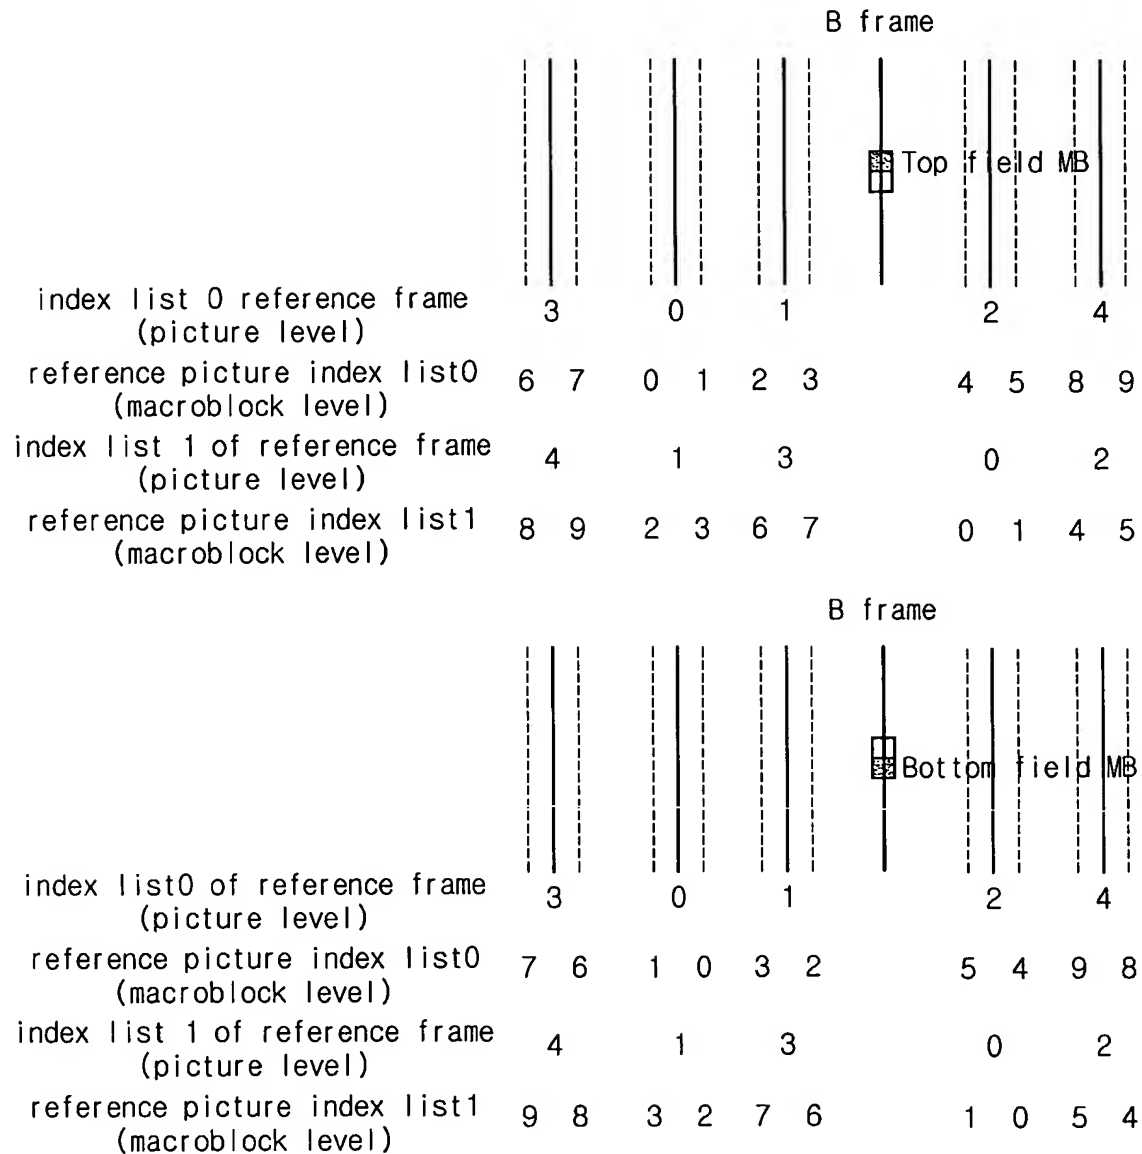 B frame
Top field MB
index list 0 reference frame 3 0 1 2 4
(picture level)
reference picture index list0 6 7 0 1 2 3 4 5 8 9
(macroblock level)
index list 1 of reference frame 4 1 3 0 2
(picture level)
reference picture index list1 8 9 2 3 6 7 0 1 4 5
(macroblock level)
B frame
Bottom field MB
index list0 of reference frame 3 0 1 2 4
(picture level)
reference picture index list0 7 6 1 0 3 2 5 4 9 8
(macroblock level)
index list 1 of reference frame 4 1 3 0 2
(picture level)
reference picture index list1 9 8 3 2 7 6 1 0 5 4
(macroblock level)